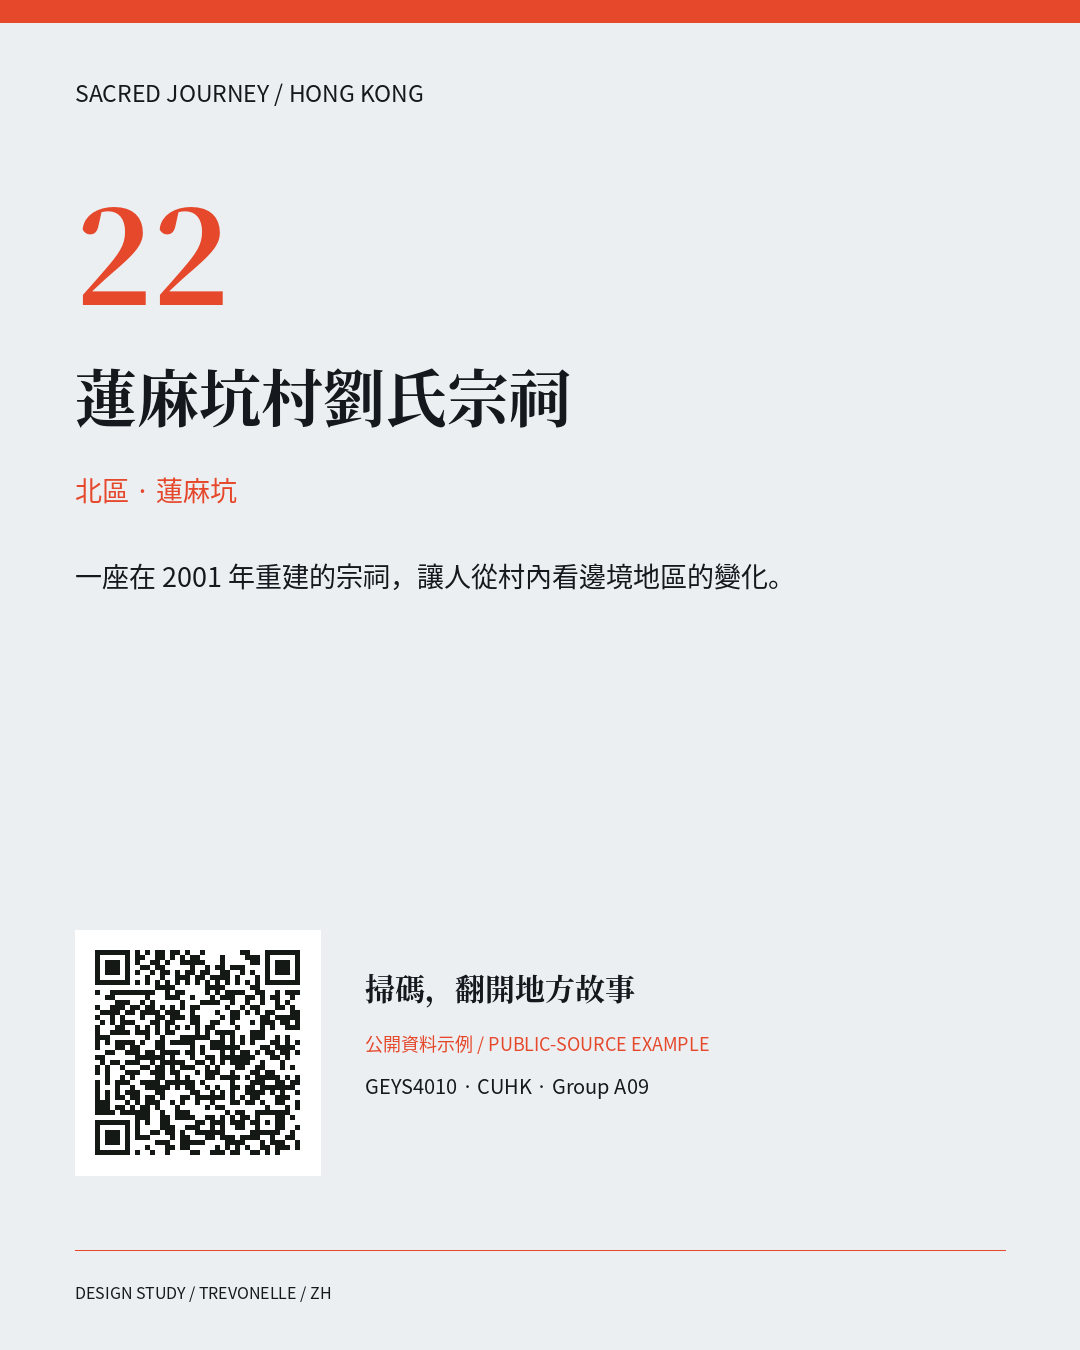 SACRED JOURNEY / HONG KONG
22
蓮麻坑村劉氏宗祠
北區 · 蓮麻坑
一座在 2001 年重建的宗祠，讓人從村內看邊境地區的變化。
掃碼，翻開地方故事
公開資料示例 / PUBLIC-SOURCE EXAMPLE
GEYS4010 · CUHK · Group A09
DESIGN STUDY / TREVONELLE / ZH